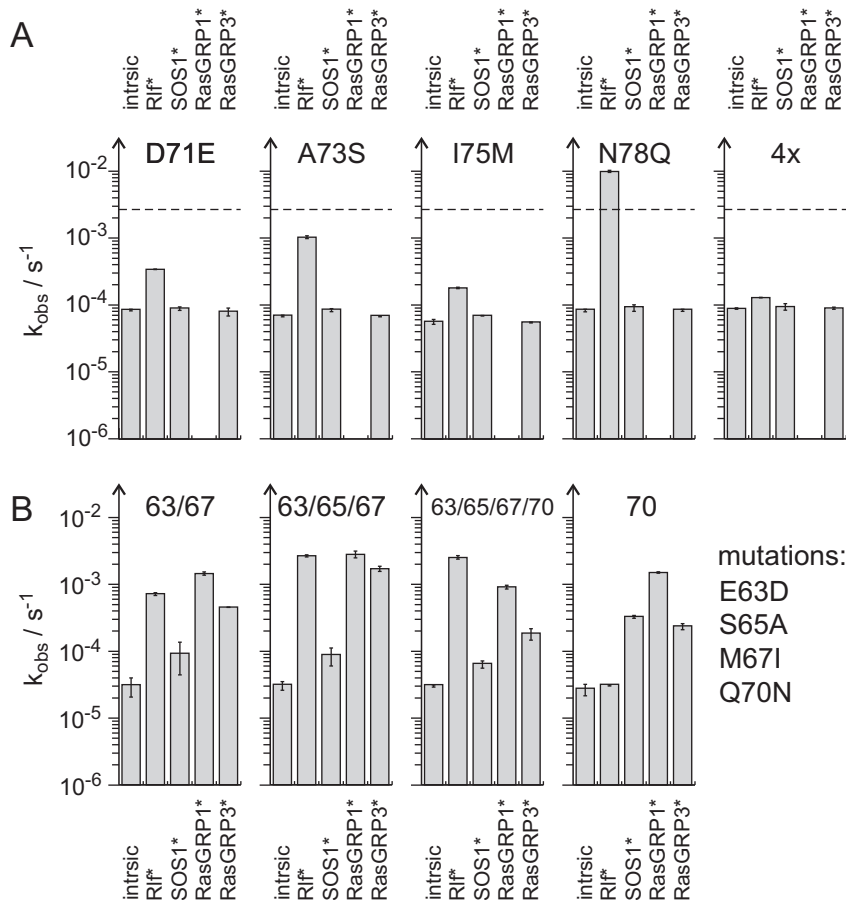 A
intrsic
Rlf*
SOS1*
RasGRP1*
RasGRP3*
intrsic
Rlf*
SOS1*
RasGRP1*
RasGRP3*
intrsic
Rlf*
SOS1*
RasGRP1*
RasGRP3*
intrsic
Rlf*
SOS1*
RasGRP1*
RasGRP3*
intrsic
Rlf*
SOS1*
RasGRP1*
RasGRP3*
D71E
A73S
I75M
N78Q
4x
10⁻²
10⁻³
10⁻⁴
10⁻⁵
10⁻⁶
k_obs / s⁻¹
B
63/67
63/65/67
63/65/67/70
70
10⁻²
10⁻³
10⁻⁴
10⁻⁵
10⁻⁶
k_obs / s⁻¹
mutations:
E63D
S65A
M67I
Q70N
intrsic
Rlf*
SOS1*
RasGRP1*
RasGRP3*
intrsic
Rlf*
SOS1*
RasGRP1*
RasGRP3*
intrsic
Rlf*
SOS1*
RasGRP1*
RasGRP3*
intrsic
Rlf*
SOS1*
RasGRP1*
RasGRP3*